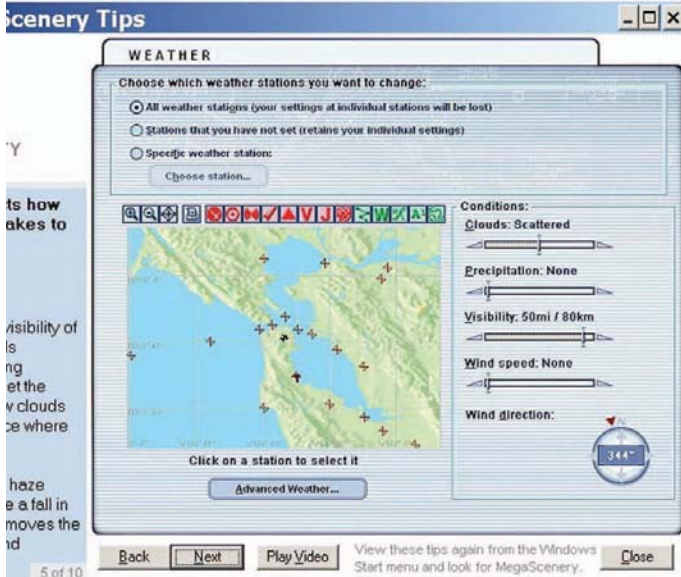 Scenery Tips
WEATHER
Choose which weather stations you want to change:
All weather stations (your settings at individual stations will be lost)
Stations that you have not set (retains your individual settings)
Specific weather station:
Choose station...
TY
ts how
akes to
visibility of
ls
ng
et the
w clouds
ce where
haze
e a fall in
moves the
nd
5 of 10
Conditions:
Clouds: Scattered
Precipitation: None
Visibility: 50mi / 80km
Wind speed: None
Wind direction:
N
344°
Click on a station to select it
Advanced Weather...
Back
Next
Play Video
View these tips again from the Windows
Start menu and look for MegaScenery.
Close